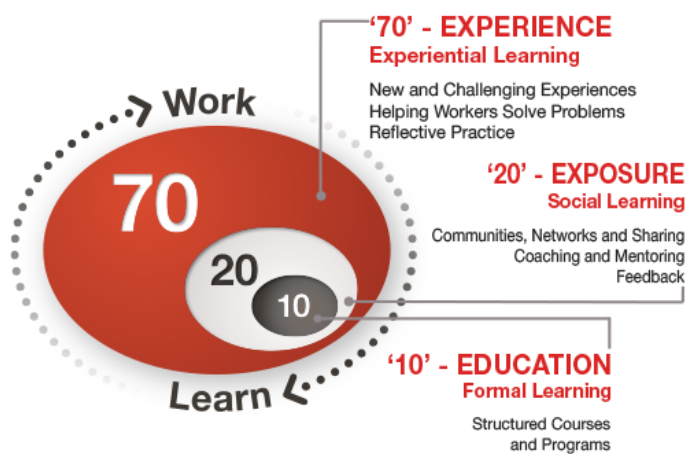 Work
70
20
10
Learn
‘70’ - EXPERIENCE
Experiential Learning
New and Challenging Experiences
Helping Workers Solve Problems
Reflective Practice
‘20’ - EXPOSURE
Social Learning
Communities, Networks and Sharing
Coaching and Mentoring
Feedback
‘10’ - EDUCATION
Formal Learning
Structured Courses
and Programs